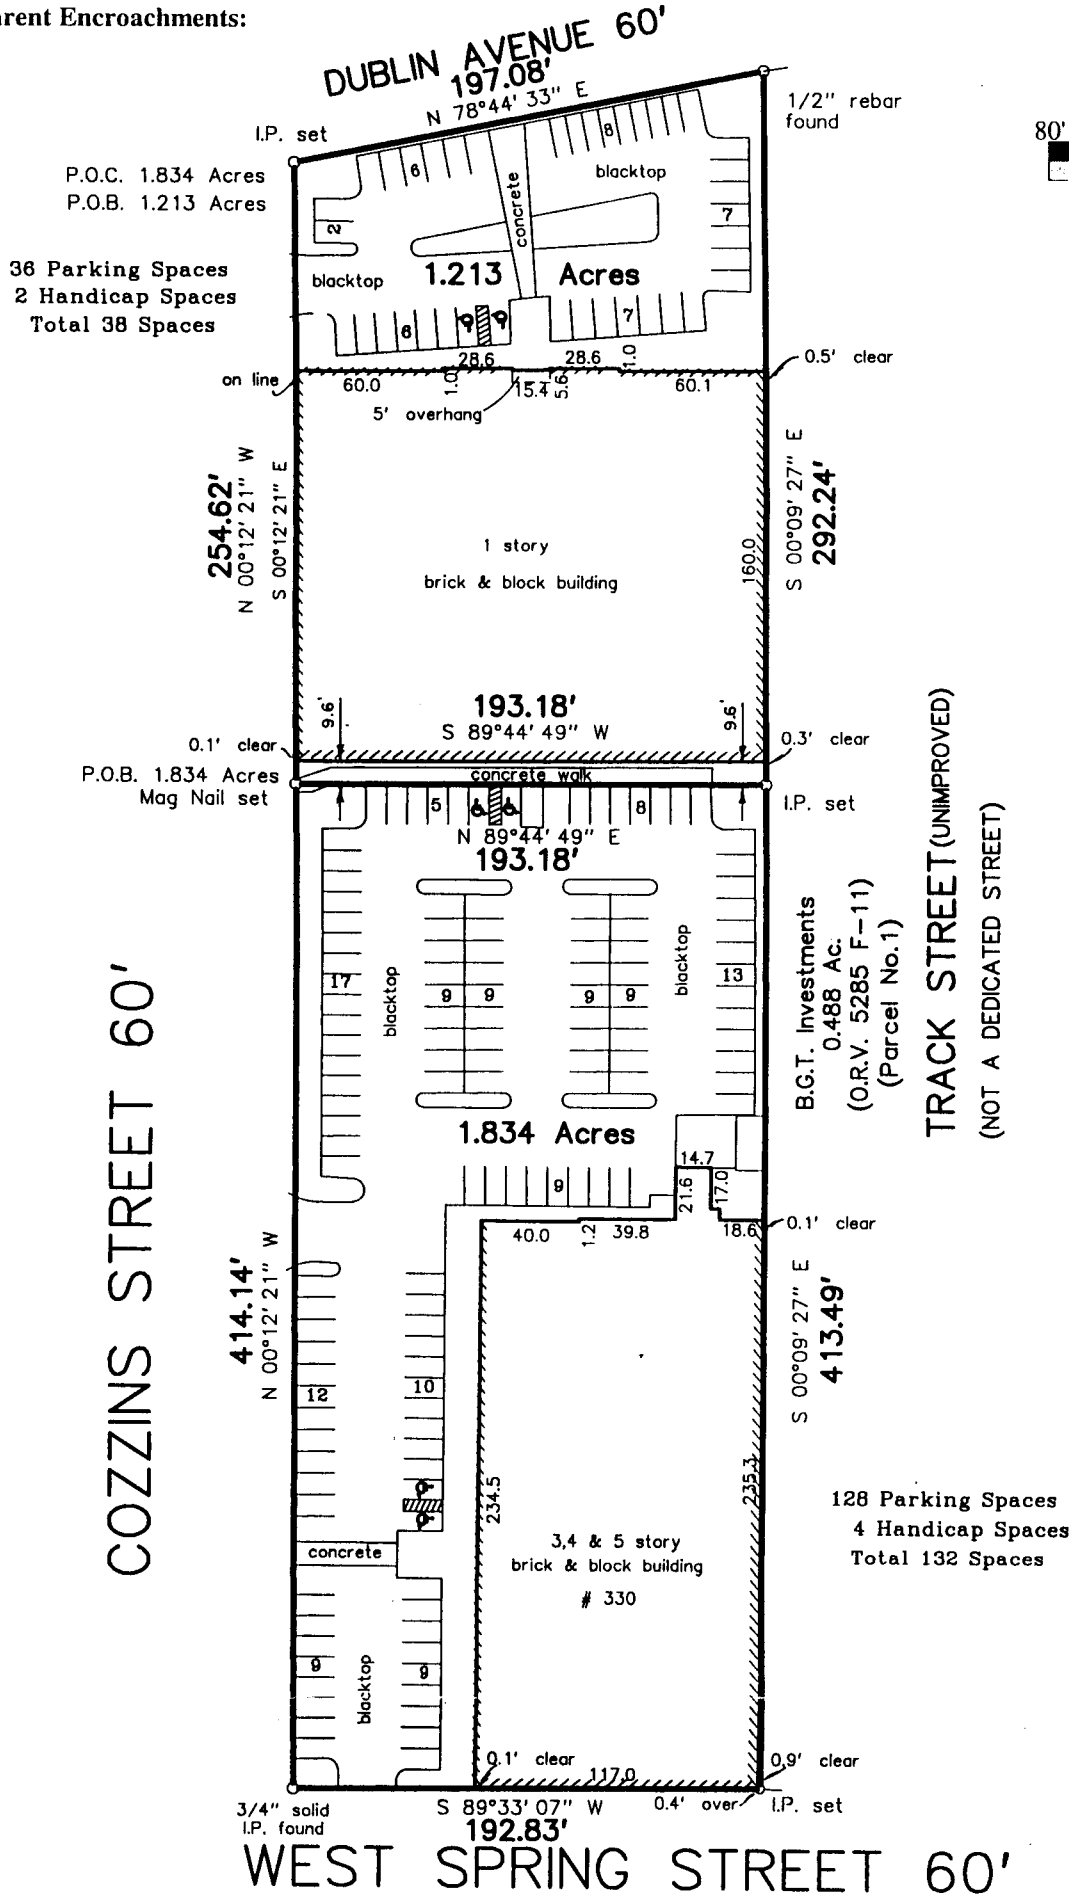 arent Encroachments:
DUBLIN AVENUE 60'
197.08'
N 78°44' 33" E
I.P. set
1/2" rebar
found
80'
P.O.C. 1.834 Acres
P.O.B. 1.213 Acres
6
8
blacktop
concrete
2
7
36 Parking Spaces
2 Handicap Spaces
Total 38 Spaces
blacktop
1.213 Acres
6
7
28.6
28.6
1.0
0.5' clear
on line
60.0
1.0
15.4
5.6
60.1
5' overhang
254.62'
N 00°12' 21" W
S 00°12' 21" E
S 00°09' 27" E
292.24'
1 story
brick & block building
160.0
9.6'
193.18'
S 89°44' 49" W
9.6'
0.1' clear
0.3' clear
P.O.B. 1.834 Acres
Mag Nail set
concrete walk
I.P. set
5
8
N 89°44' 49" E
193.18'
TRACK STREET (UNIMPROVED)
(NOT A DEDICATED STREET)
B.G.T. Investments
0.488 Ac.
(O.R.V. 5285 F-11)
(Parcel No. 1)
17
blacktop
9
9
9
9
blacktop
13
COZZINS STREET 60'
1.834 Acres
14.7
9
21.6
17.0
40.0
1.2
39.8
18.6
0.1' clear
414.14'
N 00°12' 21" W
S 00°09' 27" E
413.49'
12
10
234.5
235.3
128 Parking Spaces
4 Handicap Spaces
Total 132 Spaces
concrete
3,4 & 5 story
brick & block building
# 330
9
blacktop
9
0.1' clear
117.0
0.9' clear
3/4" solid
I.P. found
S 89°33' 07" W
192.83'
0.4' over
I.P. set
WEST SPRING STREET 60'